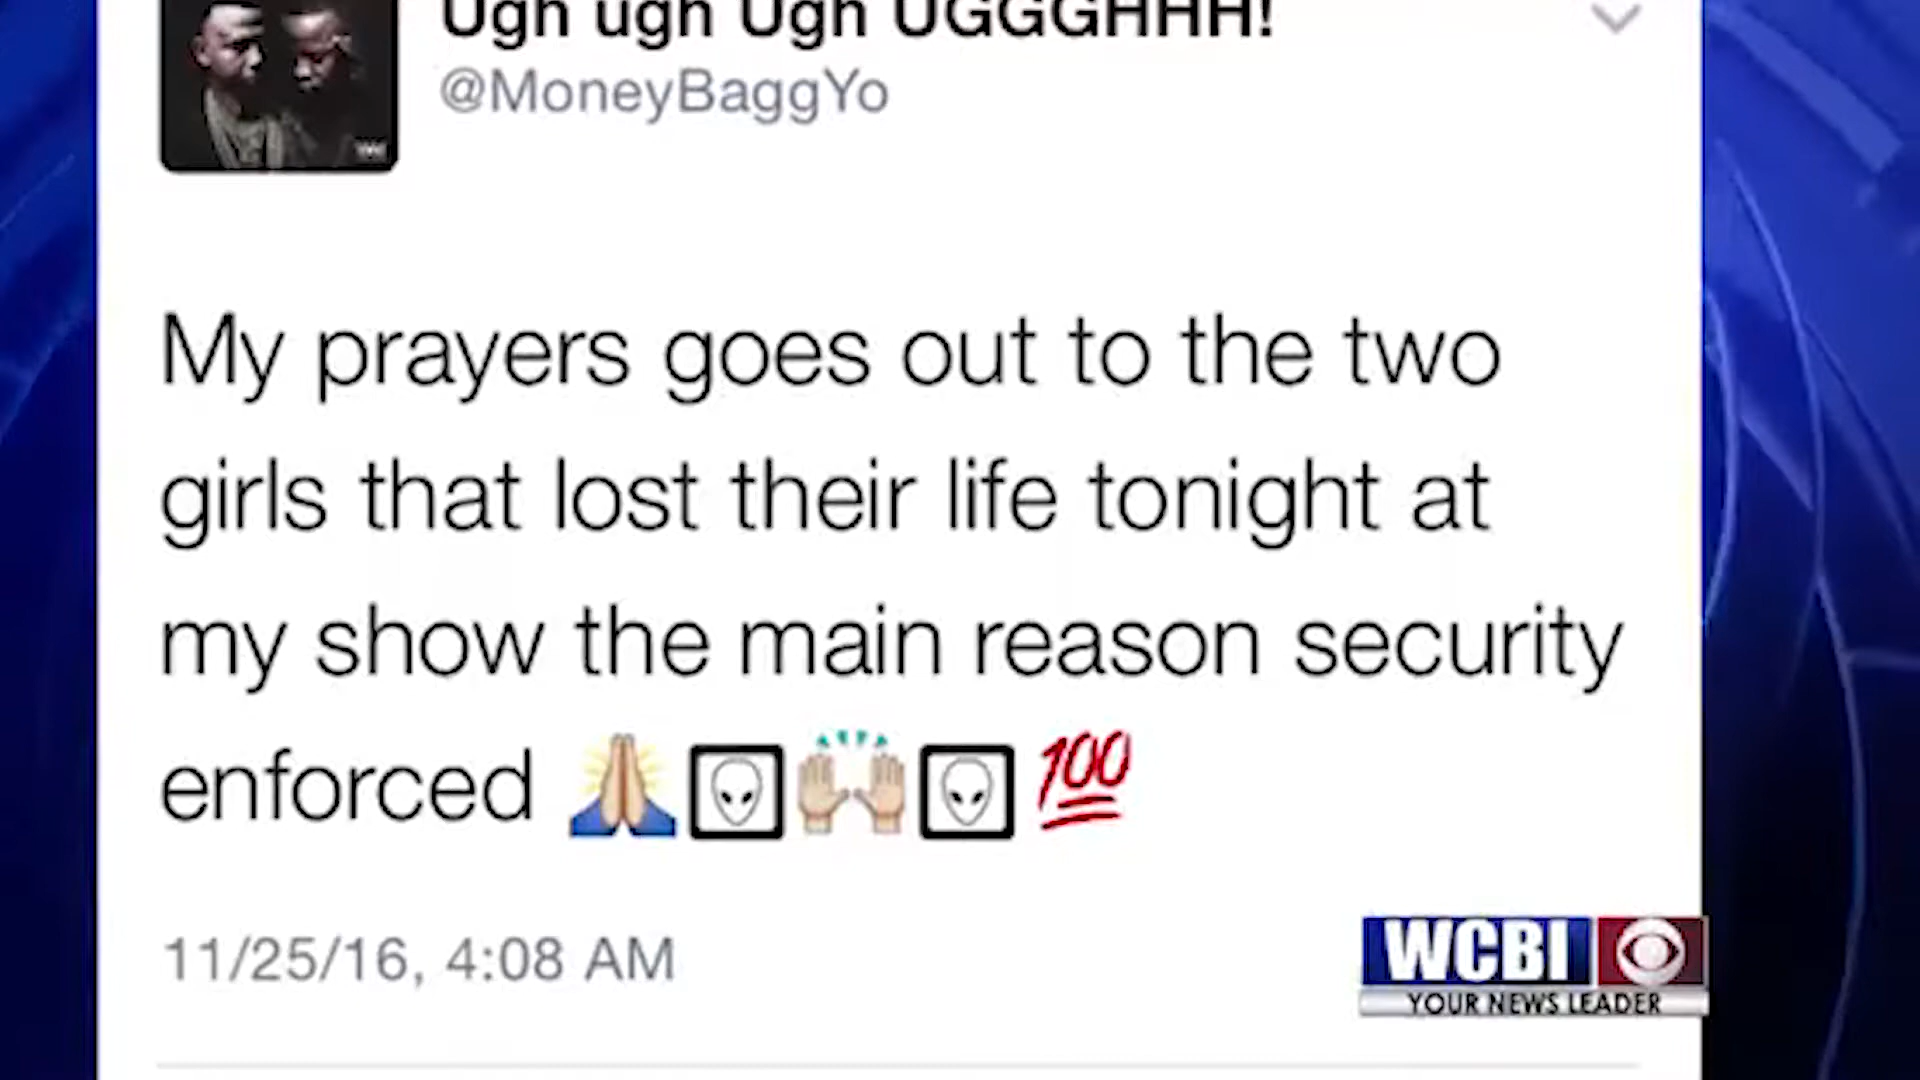 Ugh ugh Ugh UGGGHHH!
@MoneyBaggYo
My prayers goes out to the two
girls that lost their life tonight at
my show the main reason security
enforced 🙏👽🙌👽💯
11/25/16, 4:08 AM
WCBI
YOUR NEWS LEADER